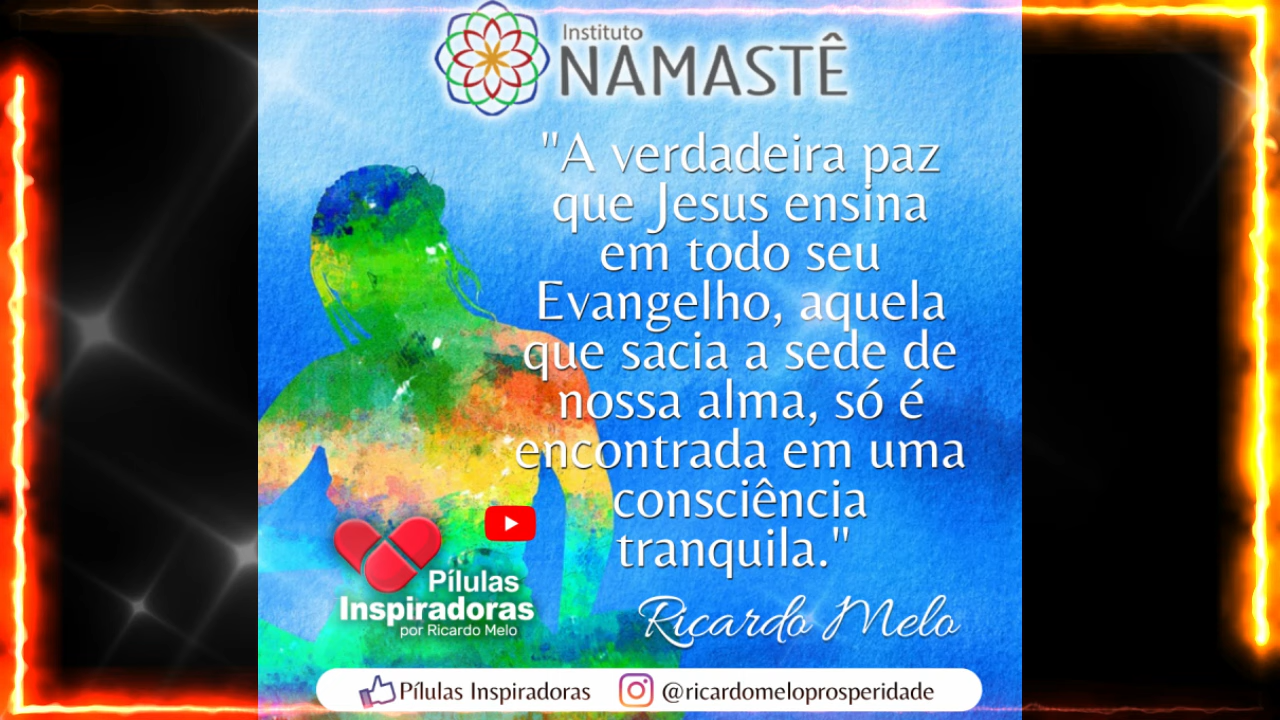 Instituto
NAMASTÊ
"A verdadeira paz
que Jesus ensina
em todo seu
Evangelho, aquela
que sacia a sede de
nossa alma, só é
encontrada em uma
consciência
tranquila."
Ricardo Melo
Pílulas
Inspiradoras
por Ricardo Melo
Pílulas Inspiradoras @ricardomeloprosperidade